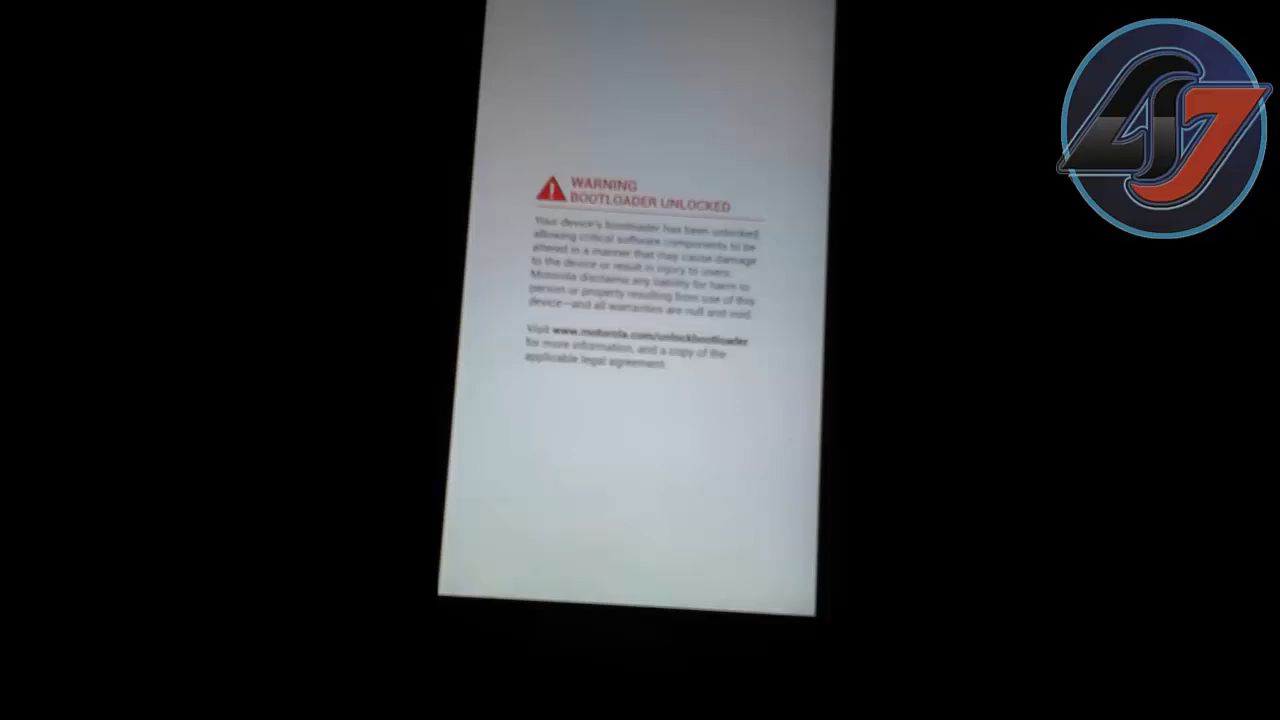 WARNING
BOOTLOADER UNLOCKED
Your device's bootloader has been unlocked,
allowing critical software components to be
altered in a manner that may cause damage
to the device or result in injury to users.
Motorola disclaims any liability for harm to
person or property resulting from use of this
device—and all warranties are null and void.
Visit www.motorola.com/unlockbootloader
for more information, and a copy of the
applicable legal agreement.